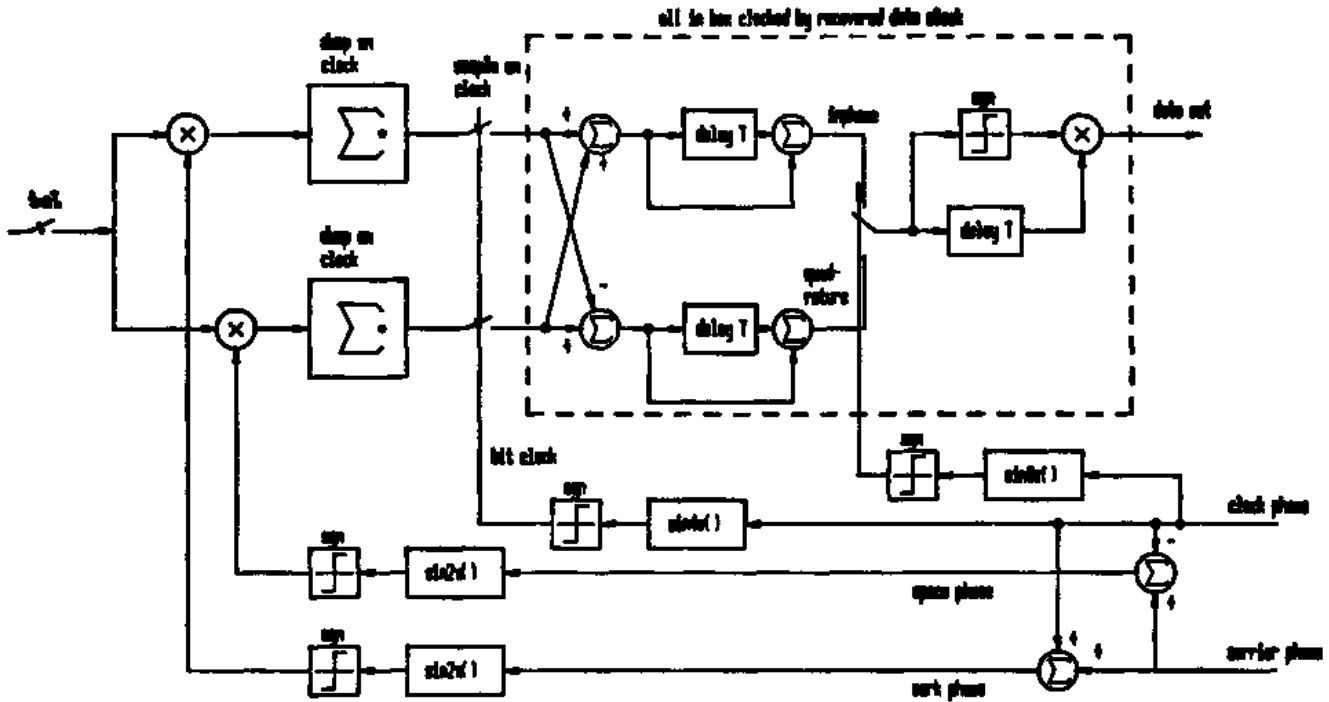 all in box clocked by recovered data clock
dump on
clock
sample on
clock
sgn
+
inphase
data out
delay T
+
dump on
clock
delay T
-
quad-
rature
delay T
+
sgn
bit clock
sgn
clock phase
sgn
sin2π( )
-
space phase
+
sgn
sin2π( )
+
+
mark phase
carrier phase